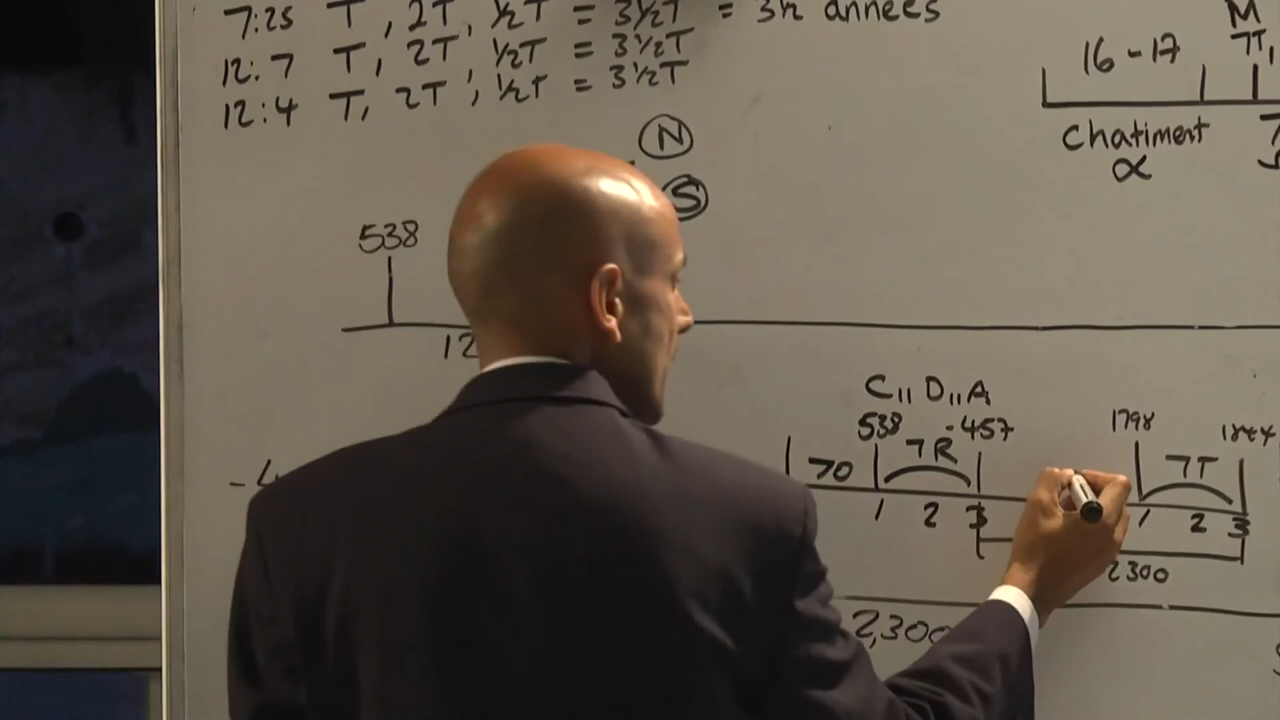 7:25 T, 2T, ½T = 3½T = 3½ années
12:7 T, 2T, ½T = 3½T
12:4 T, 2T, ½T = 3½T
M
16-17 7T,
Chatiment
α
N
S
538
12
C,, D,, A
538 -457 1798 1844
70 7R 7T
1 2 3 1 2 3
2300
2,300